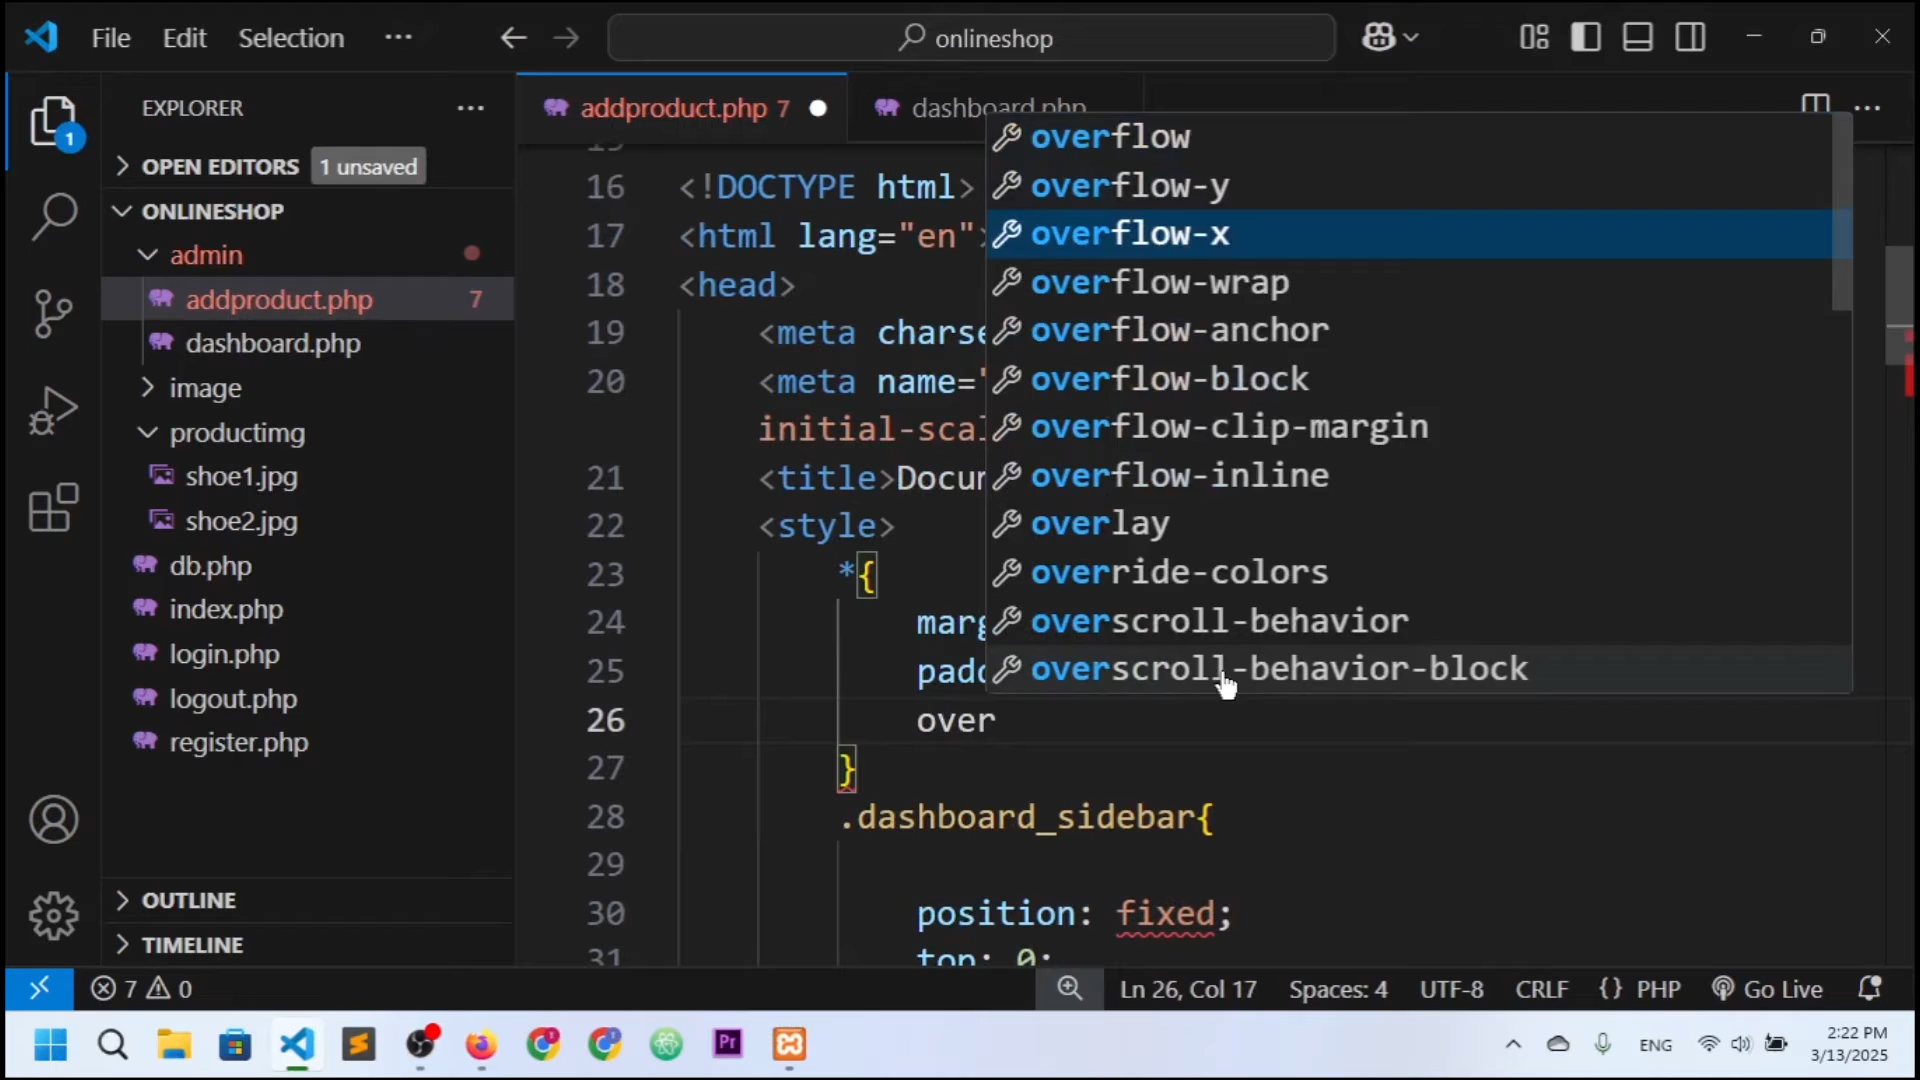 File Edit Selection ··· onlineshop
EXPLORER ···
OPEN EDITORS 1 unsaved
ONLINESHOP
admin
addproduct.php 7
dashboard.php
image
productimg
shoe1.jpg
shoe2.jpg
db.php
index.php
login.php
logout.php
register.php
OUTLINE
TIMELINE
1
addproduct.php 7 dashboard.php ···
16 <!DOCTYPE html>
17 <html lang="en">
18 <head>
19 <meta charse
20 <meta name="
initial-scal
21 <title>Docum
22 <style>
23 *{
24 marg
25 padd
26 over
27 }
28 .dashboard_sidebar{
29
30 position: fixed;
31 top: 0;
overflow
overflow-y
overflow-x
overflow-wrap
overflow-anchor
overflow-block
overflow-clip-margin
overflow-inline
overlay
override-colors
overscroll-behavior
overscroll-behavior-block
7 0 Ln 26, Col 17 Spaces: 4 UTF-8 CRLF {} PHP Go Live
Pr ENG 2:22 PM
3/13/2025